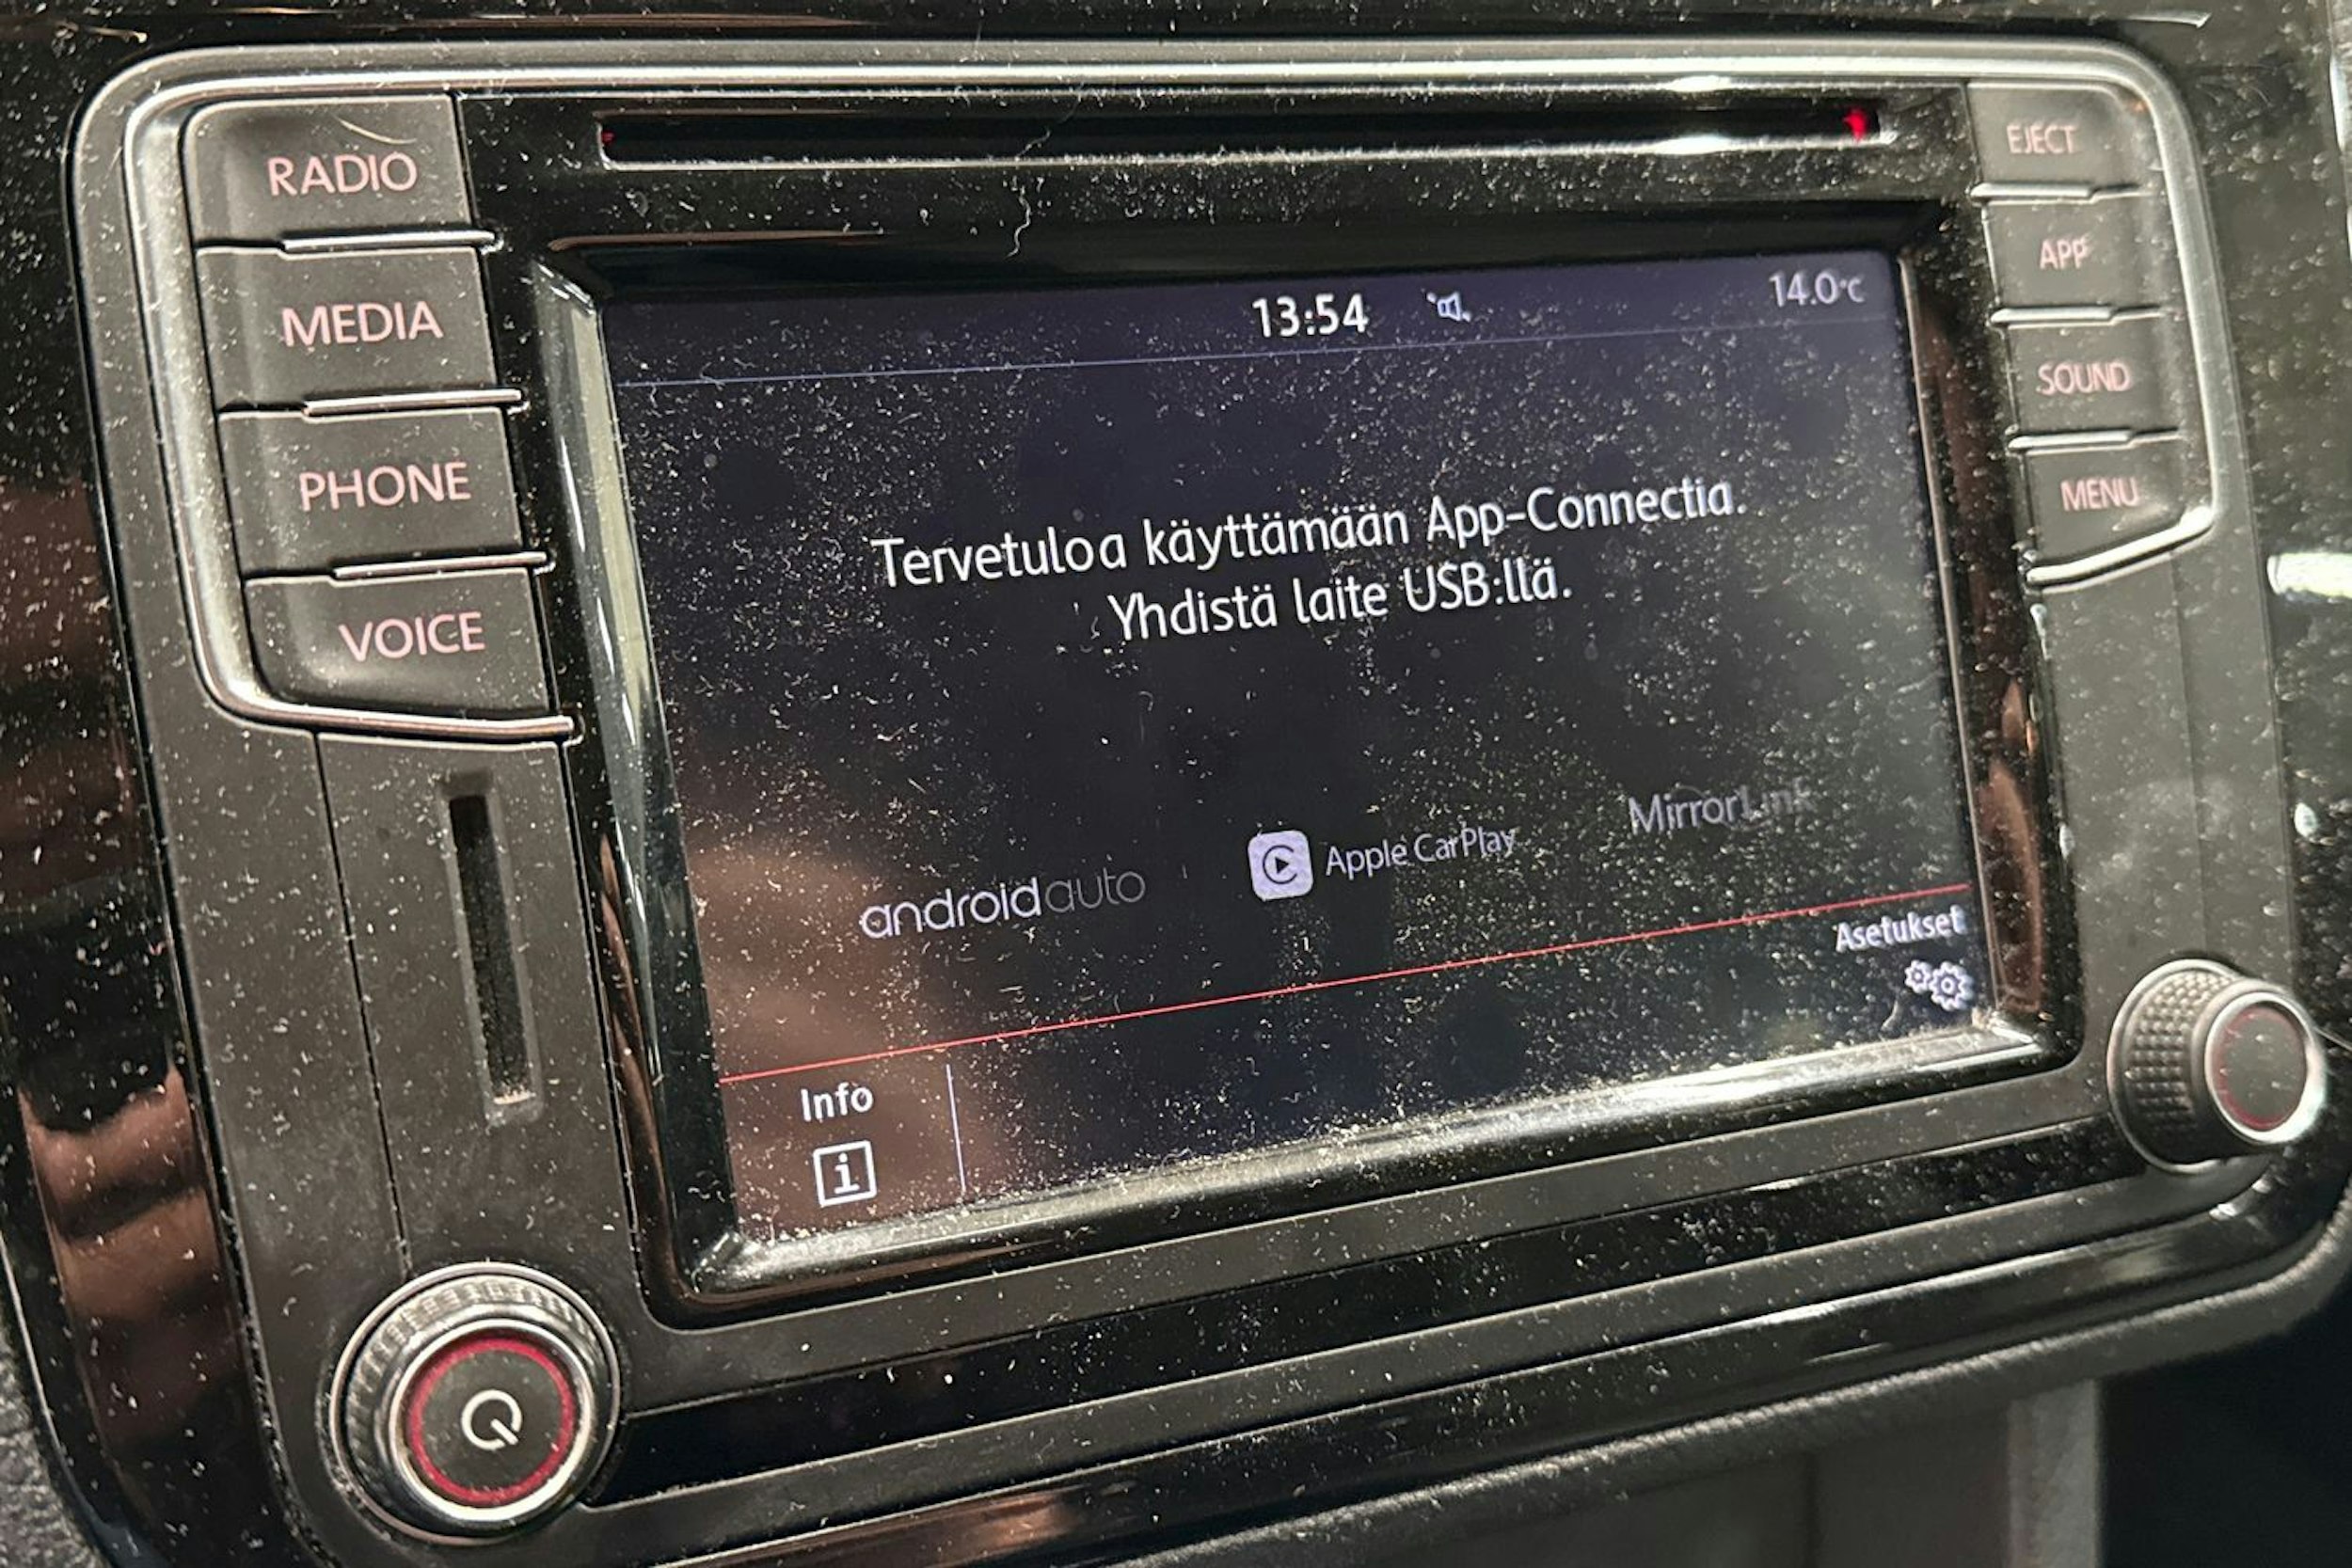 RADIO
MEDIA
PHONE
VOICE
EJECT
APP
SOUND
MENU
13:54
14.0°C
Tervetuloa käyttämään App-Connectia.
Yhdistä laite USB:llä.
androidauto
Apple CarPlay
MirrorLink
Asetukset
Info
i